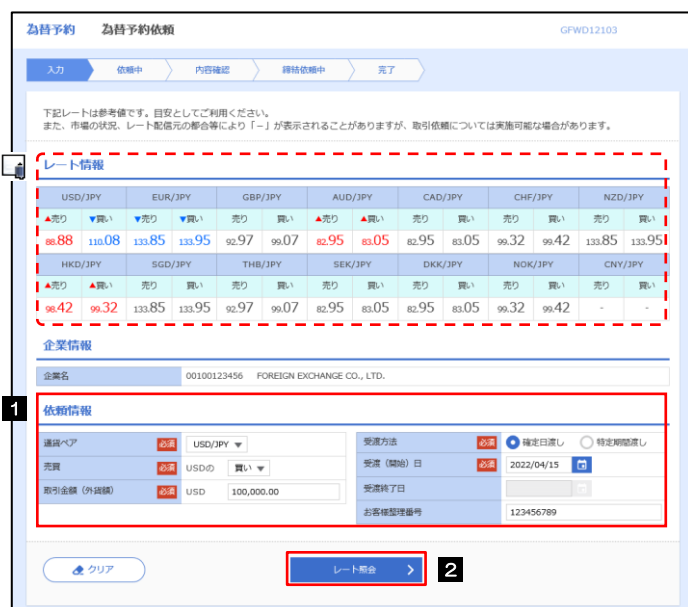 為替予約 為替予約依頼 GFWD12103
入力 依頼中 内容確認 締結依頼中 完了
下記レートは参考値です。目安としてご利用ください。
また、市場の状況、レート配信元の都合等により「－」が表示されることがありますが、取引依頼については実施可能な場合があります。
レート情報
USD/JPY EUR/JPY GBP/JPY AUD/JPY CAD/JPY CHF/JPY NZD/JPY
▲売り ▼買い ▼売り ▼買い 売り 買い ▲売り ▲買い 売り 買い 売り 買い 売り 買い
88.88 110.08 133.85 133.95 92.97 99.07 82.95 83.05 82.95 83.05 99.32 99.42 133.85 133.95
HKD/JPY SGD/JPY THB/JPY SEK/JPY DKK/JPY NOK/JPY CNY/JPY
▲売り ▲買い 売り 買い 売り 買い 売り 買い 売り 買い 売り 買い 売り 買い
98.42 99.32 133.85 133.95 92.97 99.07 82.95 83.05 82.95 83.05 99.32 99.42 - -
企業情報
企業名 00100123456 FOREIGN EXCHANGE CO., LTD.
1
依頼情報
通貨ペア 必須 USD/JPY
売買 必須 USDの 買い
取引金額（外貨額） 必須 USD 100,000.00
受渡方法 必須 確定日渡し 特定期間渡し
受渡（開始）日 必須 2022/04/15
受渡終了日
お客様整理番号 123456789
クリア レート照会 2